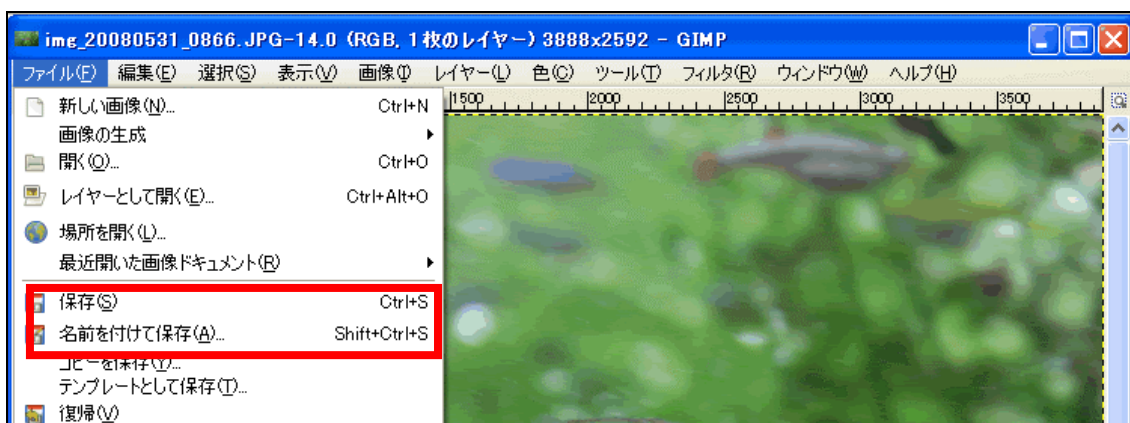 img_20080531_0866.JPG-14.0 (RGB, 1枚のレイヤー) 3888x2592 – GIMP
ファイル(F) 編集(E) 選択(S) 表示(V) 画像(I) レイヤー(L) 色(C) ツール(T) フィルタ(R) ウィンドウ(W) ヘルプ(H)
1500 2000 2500 3000 3500
新しい画像(N)... Ctrl+N
画像の生成
開く(O)... Ctrl+O
レイヤーとして開く(E)... Ctrl+Alt+O
場所を開く(L)...
最近開いた画像ドキュメント(R)
保存(S) Ctrl+S
名前を付けて保存(A)... Shift+Ctrl+S
コピーを保存(Y)...
テンプレートとして保存(T)...
復帰(V)